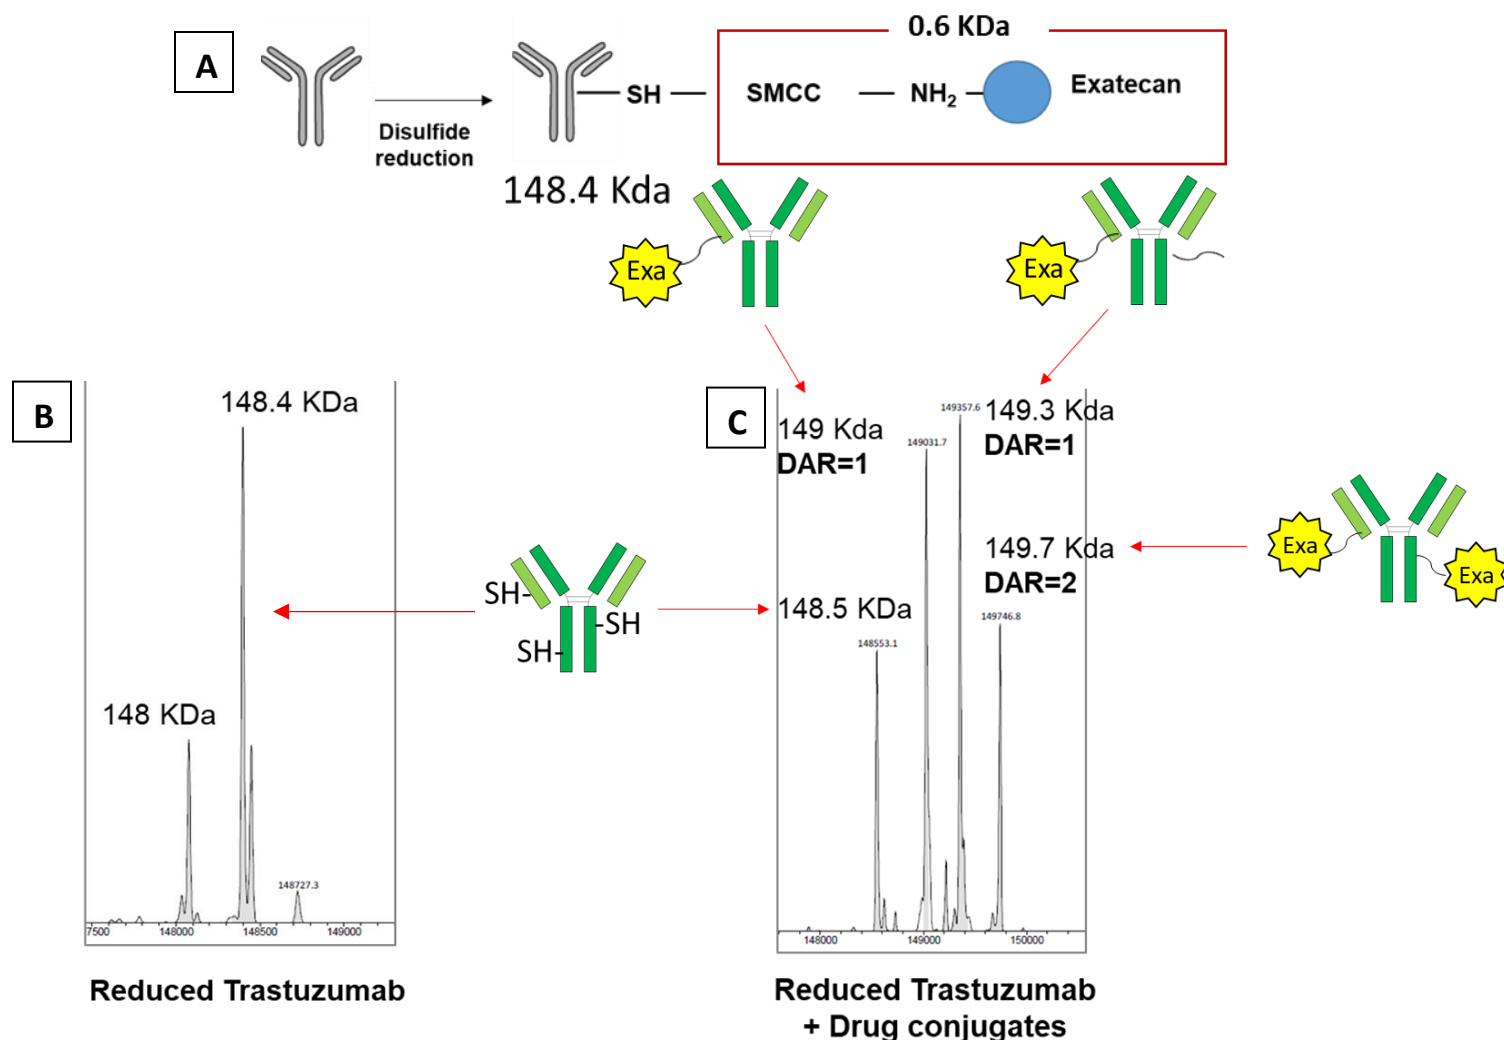 A
0.6 KDa
SH
SMCC
NH2
Exatecan
Disulfide
reduction
148.4 Kda
Exa
Exa
B
148.4 KDa
148 KDa
148727.3
7500
148000
148500
149000
Reduced Trastuzumab
SH-
-SH
SH-
C
149 Kda
DAR=1
149031.7
149357.6
149.3 Kda
DAR=1
149.7 Kda
DAR=2
148.5 KDa
148553.1
149746.8
148000
149000
150000
Reduced Trastuzumab
+ Drug conjugates
Exa
Exa